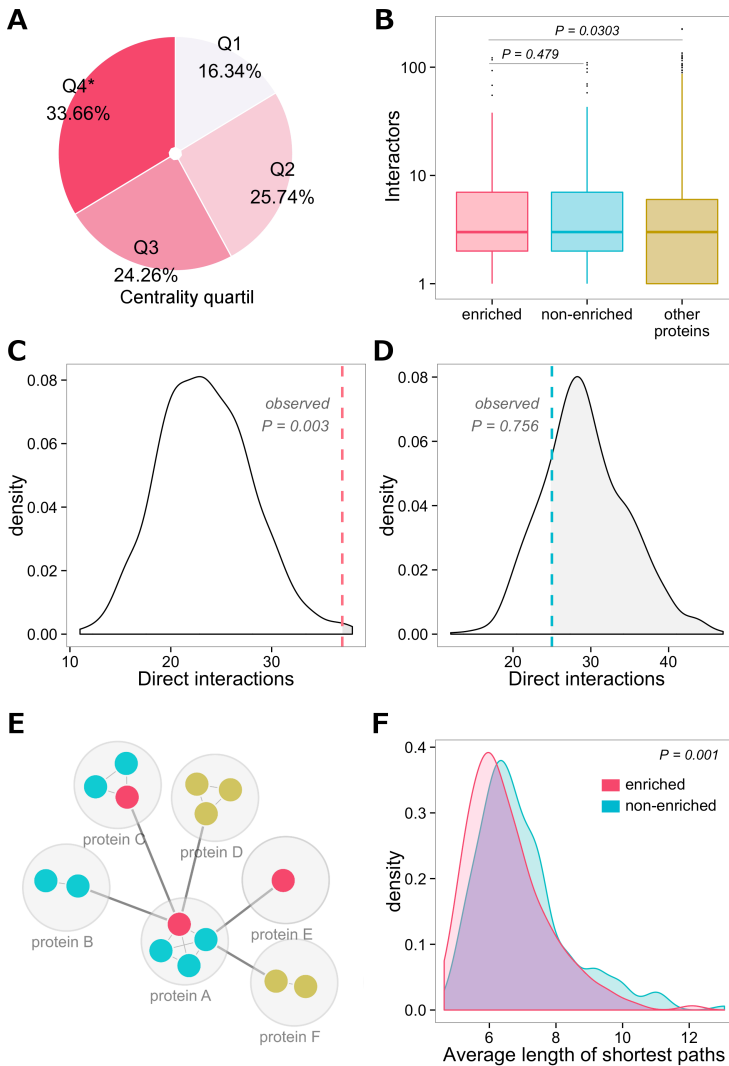 A
Q1
16.34%
Q4*
33.66%
Q2
25.74%
Q3
24.26%
Centrality quartil
B
P = 0.0303
P = 0.479
100
10
1
Interactors
enriched
non-enriched
other
proteins
C
observed
P = 0.003
0.08
0.06
0.04
0.02
0.00
density
10
20
30
Direct interactions
D
observed
P = 0.756
0.08
0.06
0.04
0.02
0.00
density
20
30
40
Direct interactions
E
protein C
protein D
protein B
protein E
protein A
protein F
F
P = 0.001
enriched
non-enriched
0.4
0.3
0.2
0.1
0.0
density
6
8
10
12
Average length of shortest paths